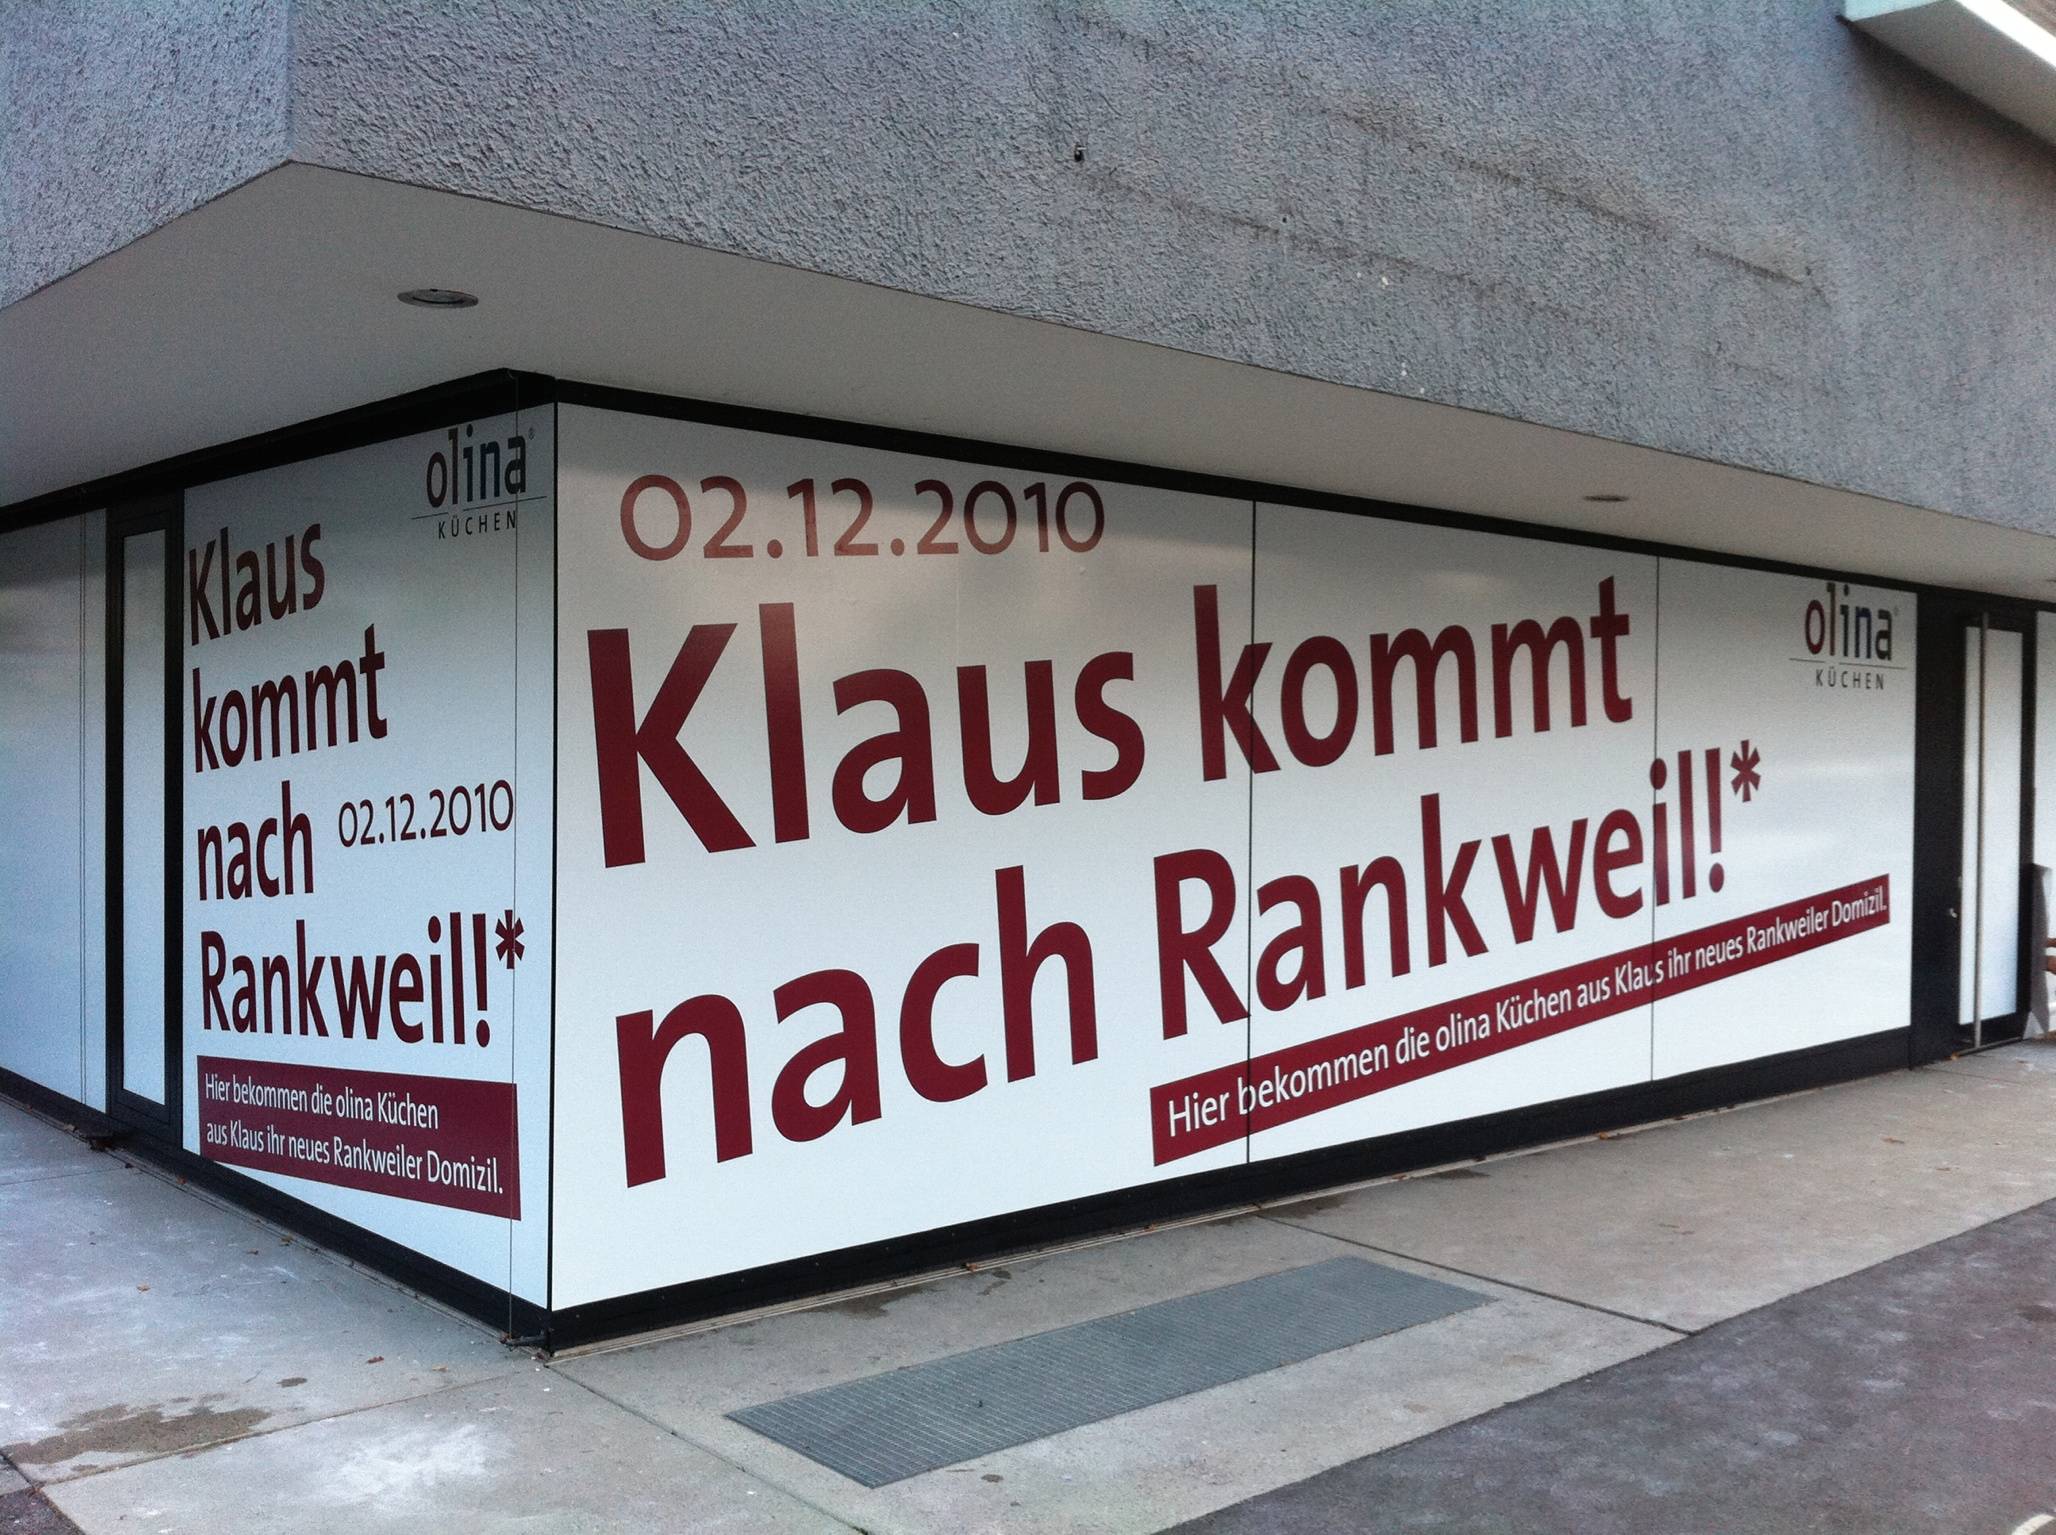 olina®
KÜCHEN
Klaus
kommt
nach
02.12.2010
Rankweil!*
Hier bekommen die olina Küchen
aus Klaus ihr neues Rankweiler Domizil.
02.12.2010
olina®
KÜCHEN
Klaus kommt
nach Rankweil!*
Hier bekommen die olina Küchen aus Klaus ihr neues Rankweiler Domizil.